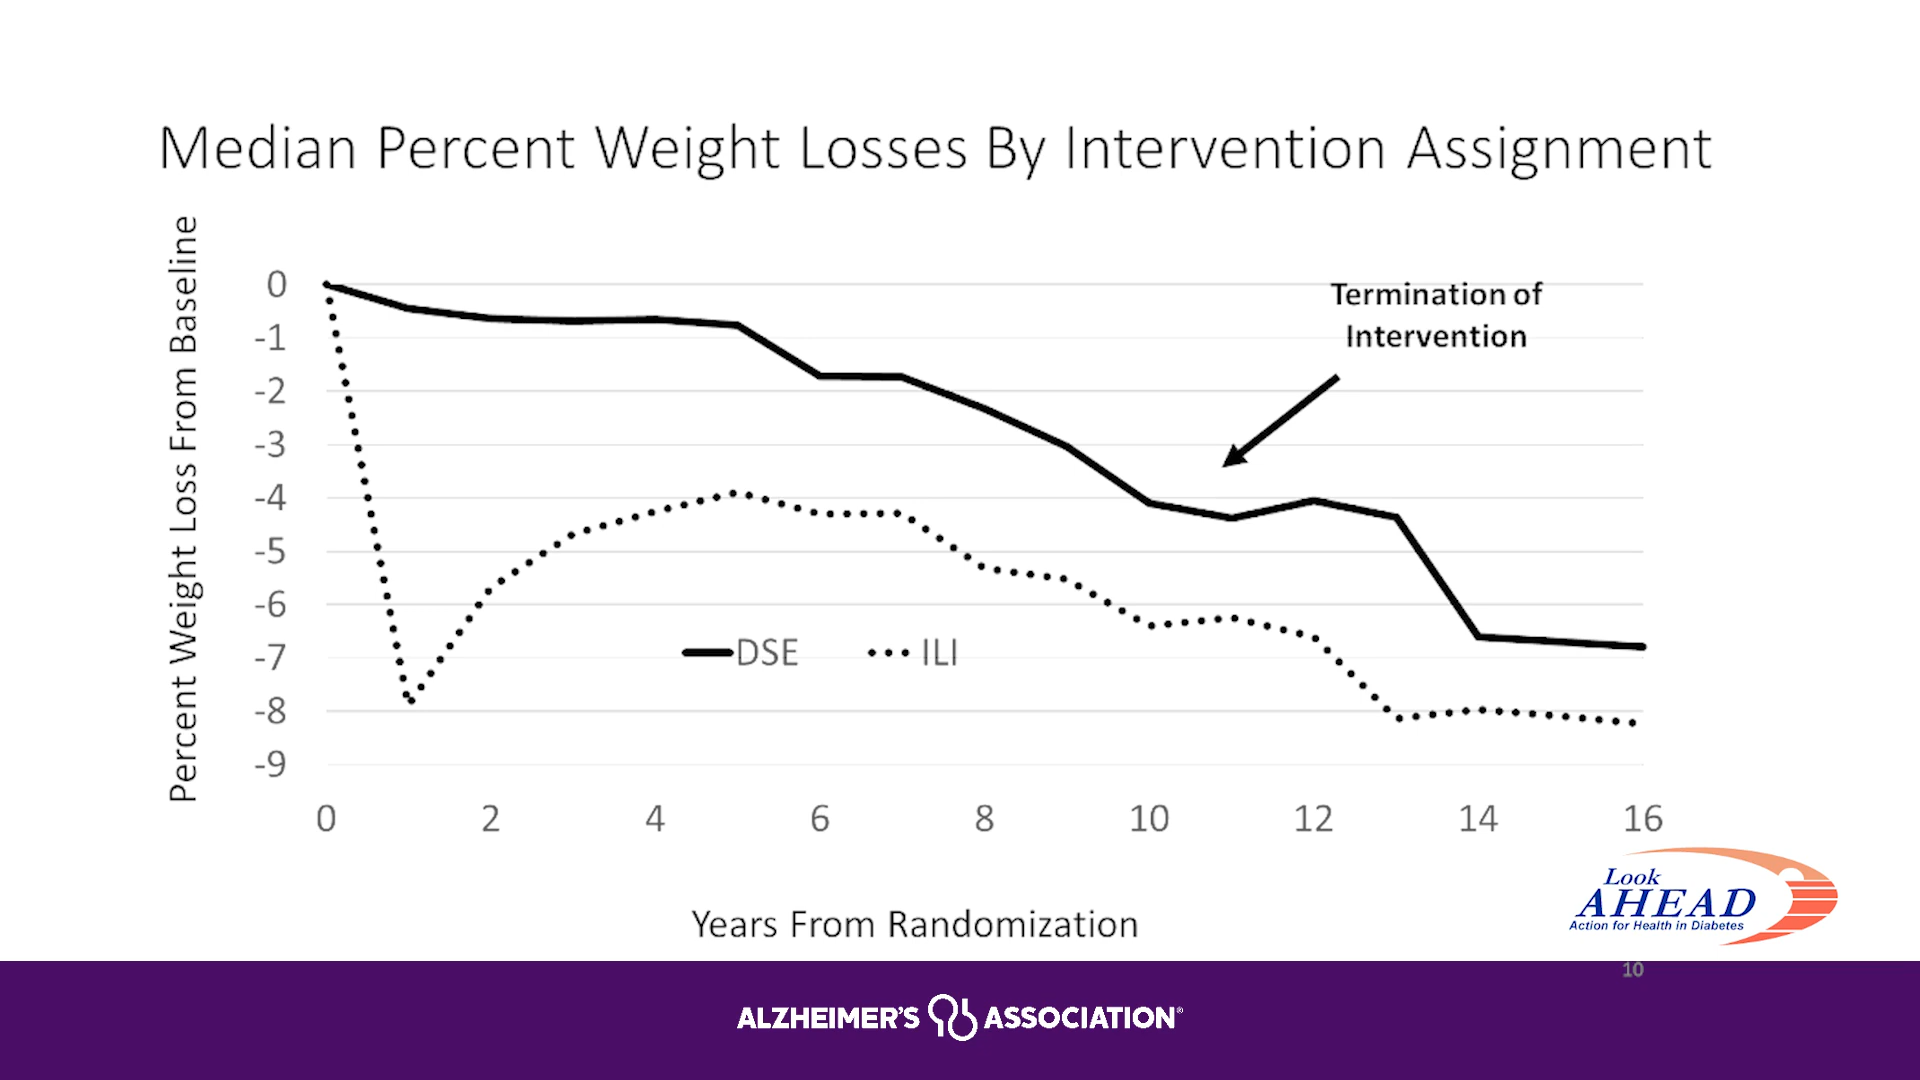 Median Percent Weight Losses By Intervention Assignment
Percent Weight Loss From Baseline
0
-1
-2
-3
-4
-5
-6
-7
-8
-9
Termination of
Intervention
DSE
ILI
0 2 4 6 8 10 12 14 16
Years From Randomization
Look
AHEAD
Action for Health in Diabetes
10
ALZHEIMER'S ASSOCIATION®